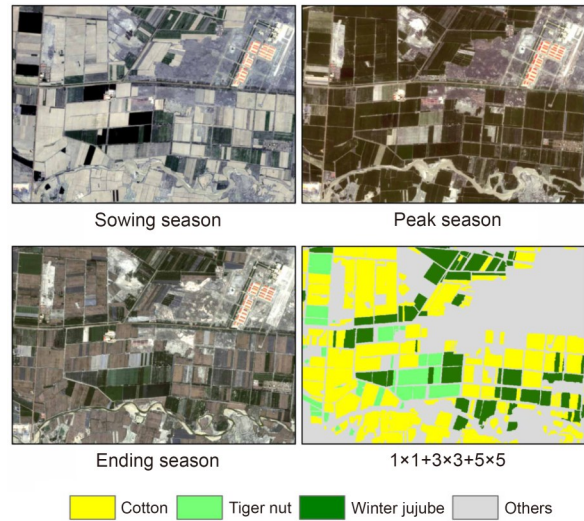 Sowing season
Peak season
Ending season
1×1+3×3+5×5
Cotton
Tiger nut
Winter jujube
Others